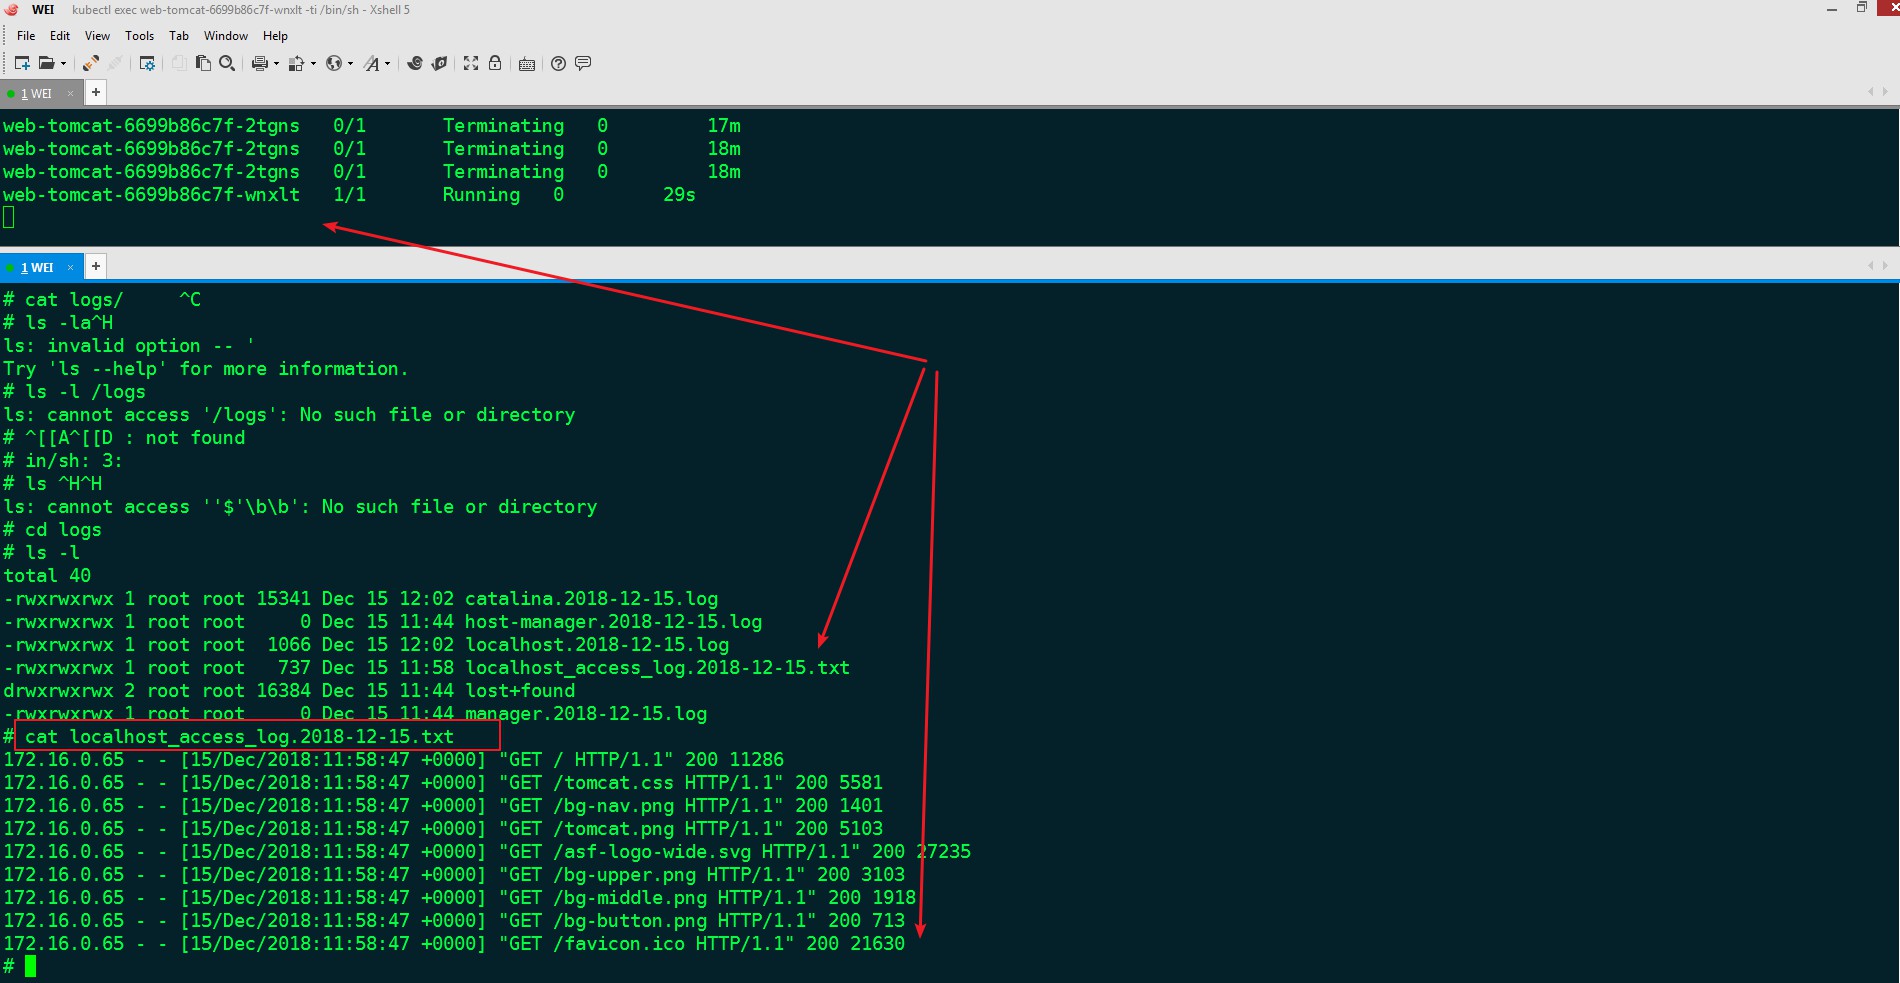 WEI kubectl exec web-tomcat-6699b86c7f-wnxlt -ti /bin/sh - Xshell 5
File Edit View Tools Tab Window Help
1 WEI × +
web-tomcat-6699b86c7f-2tgns 0/1 Terminating 0 17m
web-tomcat-6699b86c7f-2tgns 0/1 Terminating 0 18m
web-tomcat-6699b86c7f-2tgns 0/1 Terminating 0 18m
web-tomcat-6699b86c7f-wnxlt 1/1 Running 0 29s
1 WEI × +
# cat logs/ ^C
# ls -la^H
ls: invalid option -- '
Try 'ls --help' for more information.
# ls -l /logs
ls: cannot access '/logs': No such file or directory
# ^[[A^[[D : not found
# in/sh: 3:
# ls ^H^H
ls: cannot access ''$'\b\b': No such file or directory
# cd logs
# ls -l
total 40
-rwxrwxrwx 1 root root 15341 Dec 15 12:02 catalina.2018-12-15.log
-rwxrwxrwx 1 root root 0 Dec 15 11:44 host-manager.2018-12-15.log
-rwxrwxrwx 1 root root 1066 Dec 15 12:02 localhost.2018-12-15.log
-rwxrwxrwx 1 root root 737 Dec 15 11:58 localhost_access_log.2018-12-15.txt
drwxrwxrwx 2 root root 16384 Dec 15 11:44 lost+found
-rwxrwxrwx 1 root root 0 Dec 15 11:44 manager.2018-12-15.log
# cat localhost_access_log.2018-12-15.txt
172.16.0.65 - - [15/Dec/2018:11:58:47 +0000] "GET / HTTP/1.1" 200 11286
172.16.0.65 - - [15/Dec/2018:11:58:47 +0000] "GET /tomcat.css HTTP/1.1" 200 5581
172.16.0.65 - - [15/Dec/2018:11:58:47 +0000] "GET /bg-nav.png HTTP/1.1" 200 1401
172.16.0.65 - - [15/Dec/2018:11:58:47 +0000] "GET /tomcat.png HTTP/1.1" 200 5103
172.16.0.65 - - [15/Dec/2018:11:58:47 +0000] "GET /asf-logo-wide.svg HTTP/1.1" 200 27235
172.16.0.65 - - [15/Dec/2018:11:58:47 +0000] "GET /bg-upper.png HTTP/1.1" 200 3103
172.16.0.65 - - [15/Dec/2018:11:58:47 +0000] "GET /bg-middle.png HTTP/1.1" 200 1918
172.16.0.65 - - [15/Dec/2018:11:58:47 +0000] "GET /bg-button.png HTTP/1.1" 200 713
172.16.0.65 - - [15/Dec/2018:11:58:47 +0000] "GET /favicon.ico HTTP/1.1" 200 21630
#